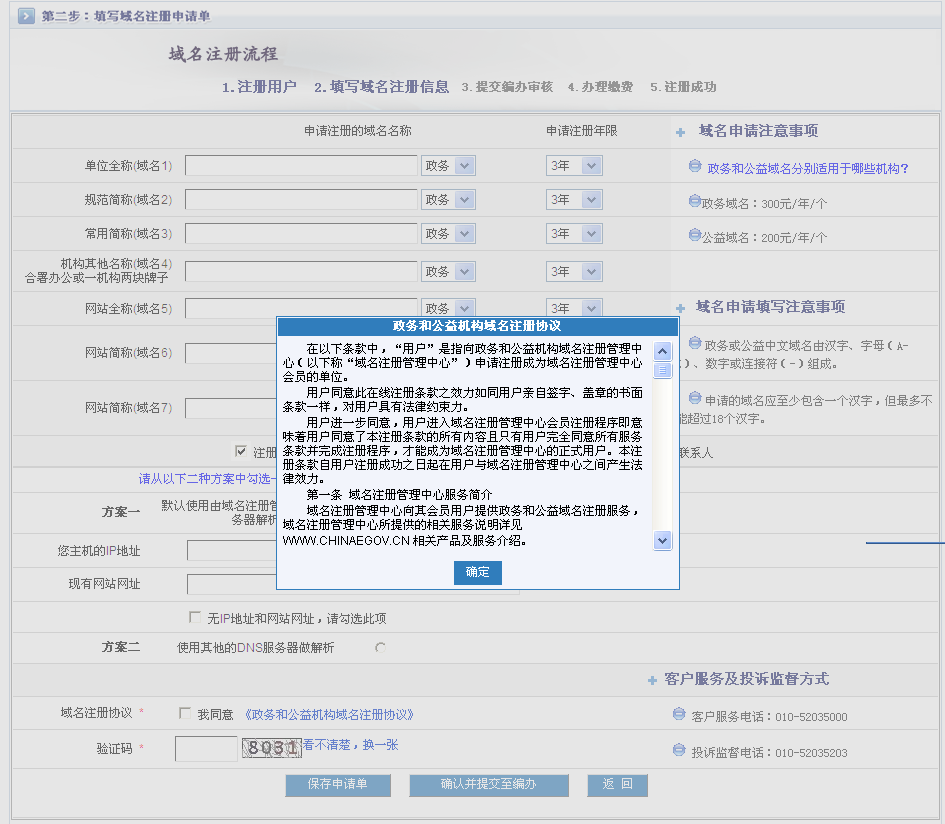 第二步：填写域名注册申请单
域名注册流程
1.注册用户 2.填写域名注册信息 3.提交编办审核 4.办理缴费 5.注册成功
申请注册的域名名称 申请注册年限
域名申请注意事项
单位全称(域名1) 政务 3年
政务和公益域名分别适用于哪些机构？
规范简称(域名2) 政务 3年
政务域名：300元/年/个
常用简称(域名3) 政务 3年
公益域名：200元/年/个
机构其他名称(域名4)
合署办公或一机构两块牌子 政务 3年
网站全称(域名5) 政务 3年
域名申请填写注意事项
网站简称(域名6)
政务或公益中文域名由汉字、字母（A-
）、数字或连接符（-）组成。
网站简称(域名7)
申请的域名应至少包含一个汉字，但最多不
能超过18个汉字。
注册
联系人
请从以下二种方案中勾选一
方案一 默认使用由域名注册管
务器解析
您主机的IP地址
现有网站网址
政务和公益机构域名注册协议
在以下条款中，“用户”是指向政务和公益机构域名注册管理中
心（以下称“域名注册管理中心”）申请注册成为域名注册管理中心
会员的单位。
用户同意此在线注册条款之效力如同用户亲自签字、盖章的书面
条款一样，对用户具有法律约束力。
用户进一步同意，用户进入域名注册管理中心会员注册程序即意
味着用户同意了本注册条款的所有内容且只有用户完全同意所有服务
条款并完成注册程序，才能成为域名注册管理中心的正式用户。本注
册条款自用户注册成功之日起在用户与域名注册管理中心之间产生法
律效力。
第一条 域名注册管理中心服务简介
域名注册管理中心向其会员用户提供政务和公益域名注册服务，
域名注册管理中心所提供的相关服务说明详见
WWW.CHINAEGOV.CN 相关产品及服务介绍。
确定
无IP地址和网站网址，请勾选此项
方案二 使用其他的DNS服务器做解析
客户服务及投诉监督方式
域名注册协议 * 我同意 《政务和公益机构域名注册协议》
客户服务电话：010-52035000
验证码 * 8031 看不清楚，换一张
投诉监督电话：010-52035203
保存申请单 确认并提交至编办 返 回